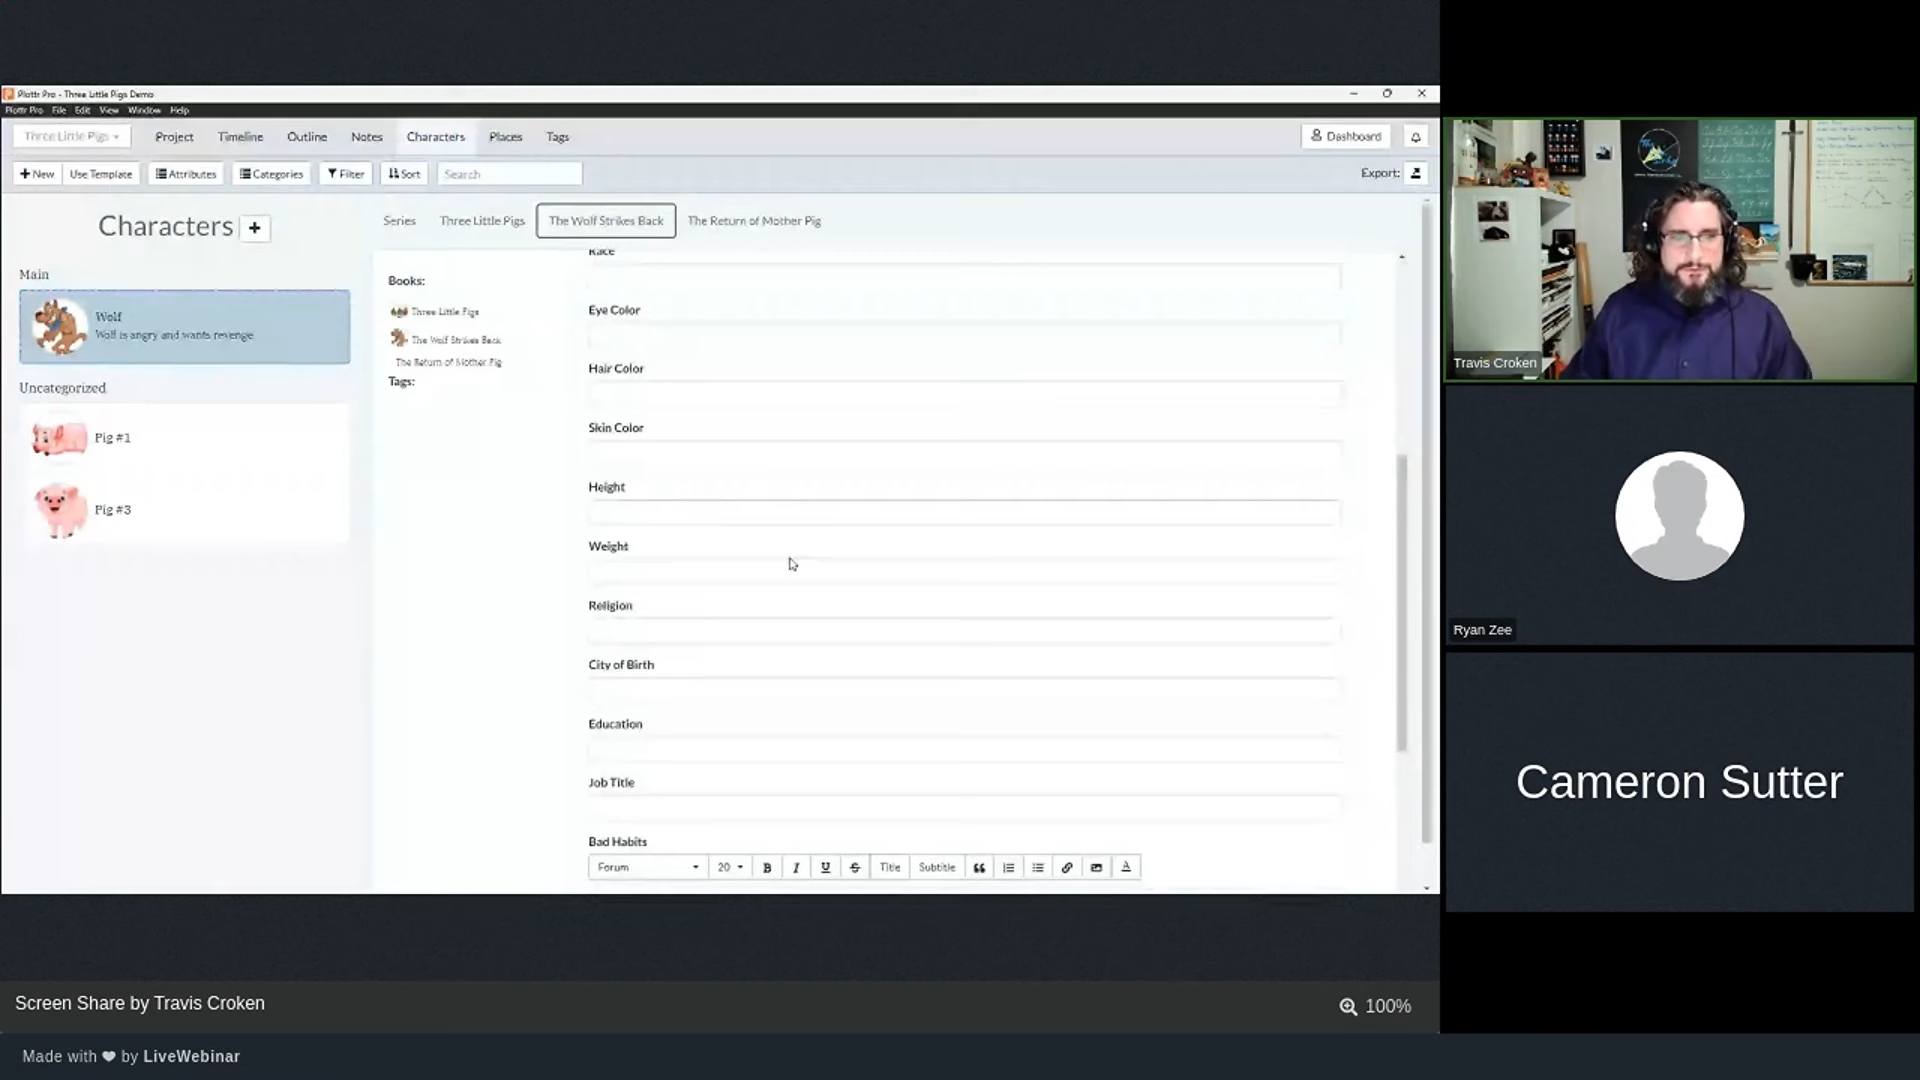 Plottr Pro - Three Little Pigs Demo
Plottr Pro File Edit View Window Help
Three Little Pigs
Project
Timeline
Outline
Notes
Characters
Places
Tags
Dashboard
New
Use Template
Attributes
Categories
Filter
Sort
Search
Export:
Characters
Series
Three Little Pigs
The Wolf Strikes Back
The Return of Mother Pig
Main
Wolf
Wolf is angry and wants revenge
Uncategorized
Pig #1
Pig #3
Books:
Three Little Pigs
The Wolf Strikes Back
The Return of Mother Pig
Tags:
Race
Eye Color
Hair Color
Skin Color
Height
Weight
Religion
City of Birth
Education
Job Title
Bad Habits
Forum
20
B
I
U
S
Title
Subtitle
A
Travis Croken
Ryan Zee
Cameron Sutter
Screen Share by Travis Croken
100%
Made with ❤ by LiveWebinar